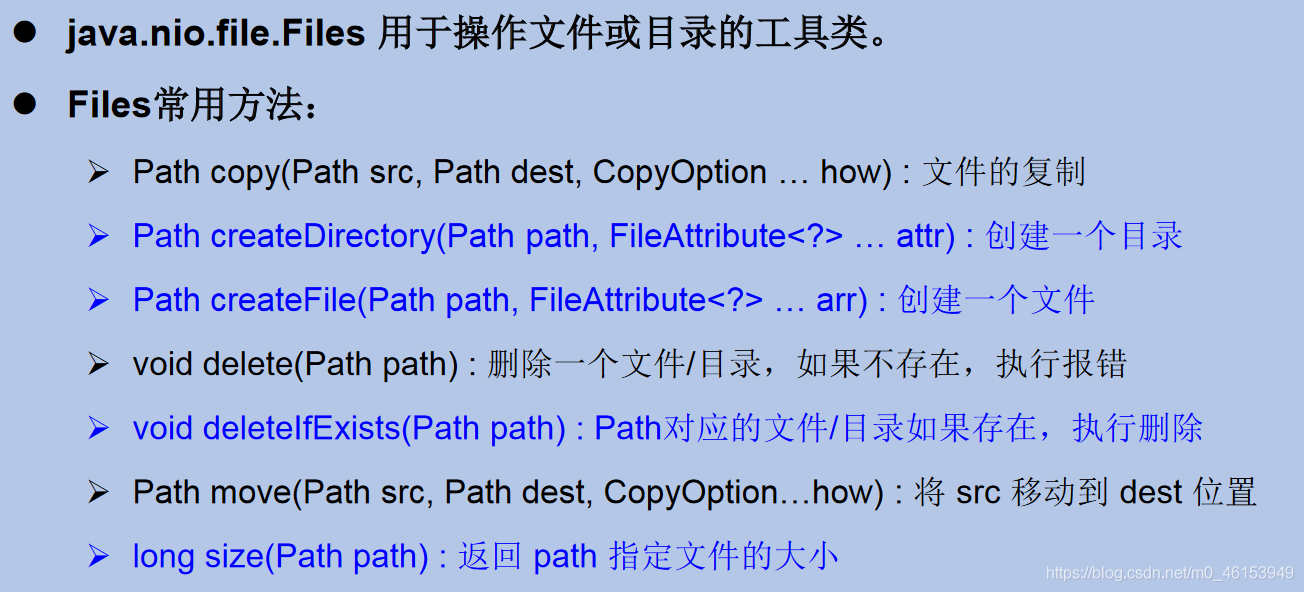 ● java.nio.file.Files 用于操作文件或目录的工具类。
● Files常用方法：
➢ Path copy(Path src, Path dest, CopyOption … how) : 文件的复制
➢ Path createDirectory(Path path, FileAttribute<?> … attr) : 创建一个目录
➢ Path createFile(Path path, FileAttribute<?> … arr) : 创建一个文件
➢ void delete(Path path) : 删除一个文件/目录，如果不存在，执行报错
➢ void deleteIfExists(Path path) : Path对应的文件/目录如果存在，执行删除
➢ Path move(Path src, Path dest, CopyOption…how) : 将 src 移动到 dest 位置
➢ long size(Path path) : 返回 path 指定文件的大小
https://blog.csdn.net/m0_46153949